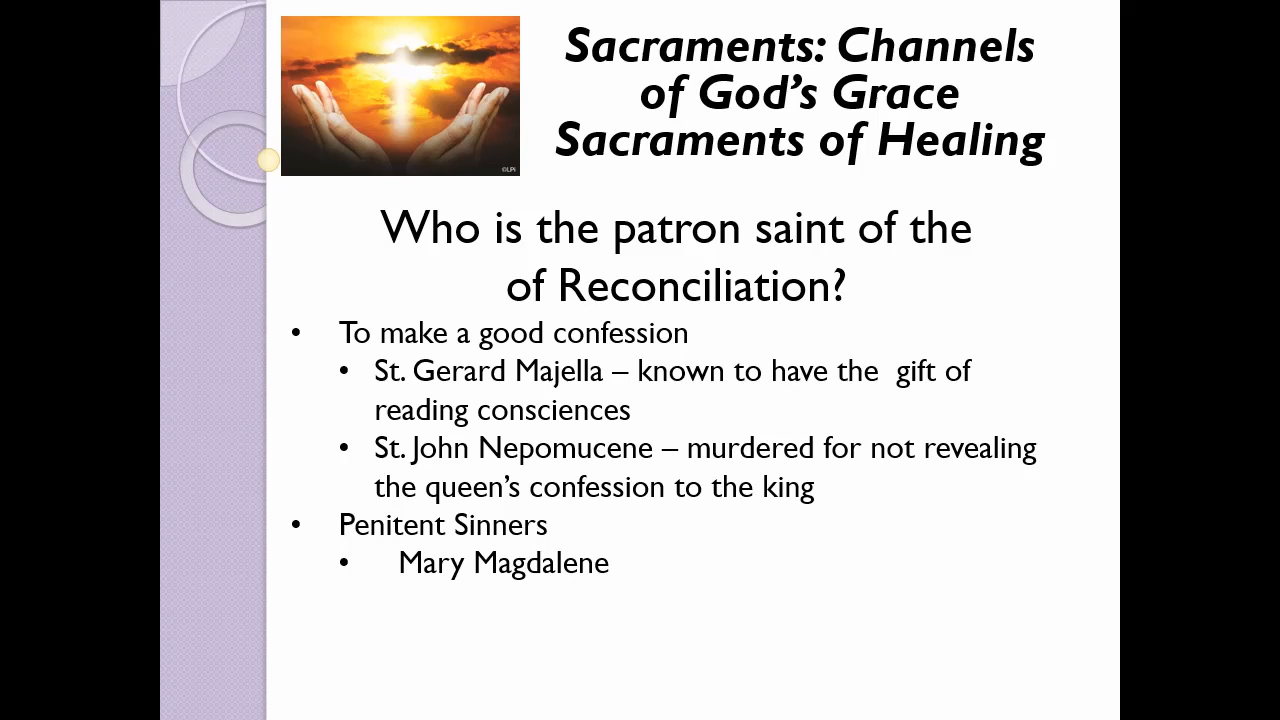 Sacraments: Channels
of God's Grace
Sacraments of Healing
©LPi
Who is the patron saint of the
of Reconciliation?
• To make a good confession
• St. Gerard Majella – known to have the  gift of
reading consciences
• St. John Nepomucene – murdered for not revealing
the queen's confession to the king
• Penitent Sinners
• Mary Magdalene